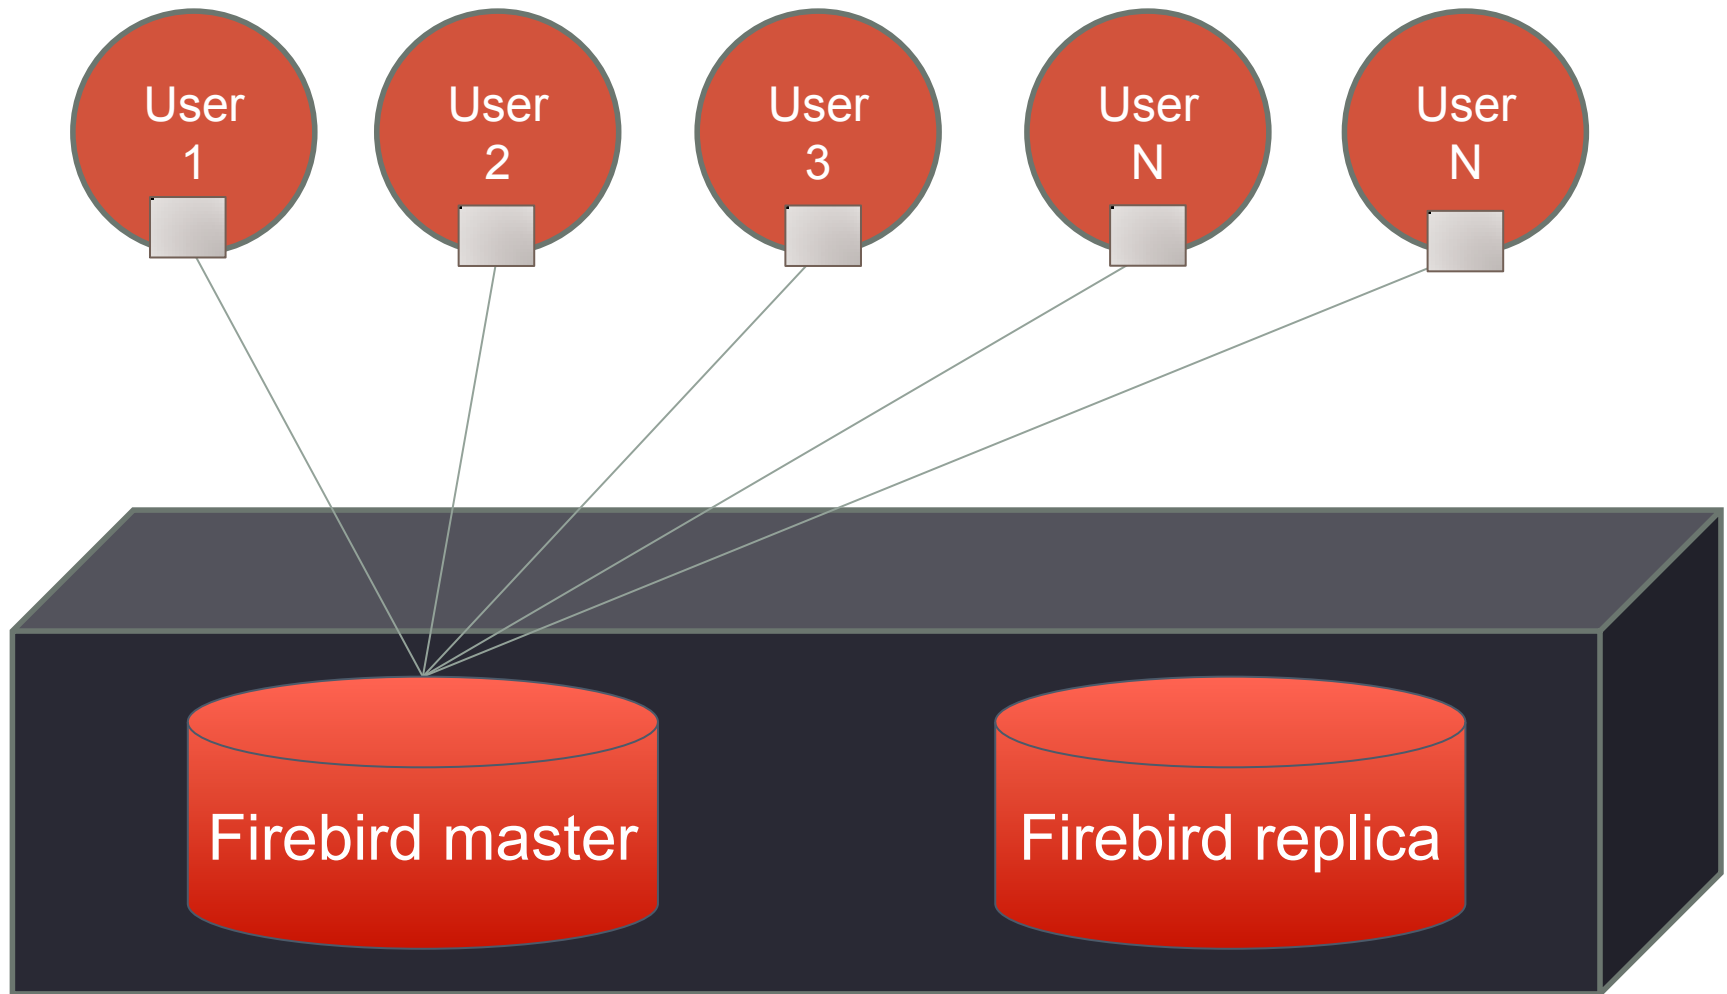 User
1
User
2
User
3
User
N
User
N
Firebird master
Firebird replica